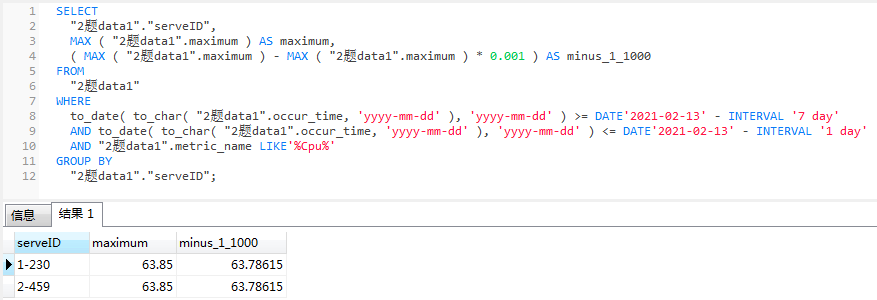 1 SELECT
2 "2题data1"."serveID",
3 MAX ( "2题data1".maximum ) AS maximum,
4 ( MAX ( "2题data1".maximum ) - MAX ( "2题data1".maximum ) * 0.001 ) AS minus_1_1000
5 FROM
6 "2题data1"
7 WHERE
8 to_date( to_char( "2题data1".occur_time, 'yyyy-mm-dd' ), 'yyyy-mm-dd' ) >= DATE'2021-02-13' - INTERVAL '7 day'
9 AND to_date( to_char( "2题data1".occur_time, 'yyyy-mm-dd' ), 'yyyy-mm-dd' ) <= DATE'2021-02-13' - INTERVAL '1 day'
10 AND "2题data1".metric_name LIKE'%Cpu%'
11 GROUP BY
12 "2题data1"."serveID";
信息 结果 1
serveID maximum minus_1_1000
1-230 63.85 63.78615
2-459 63.85 63.78615